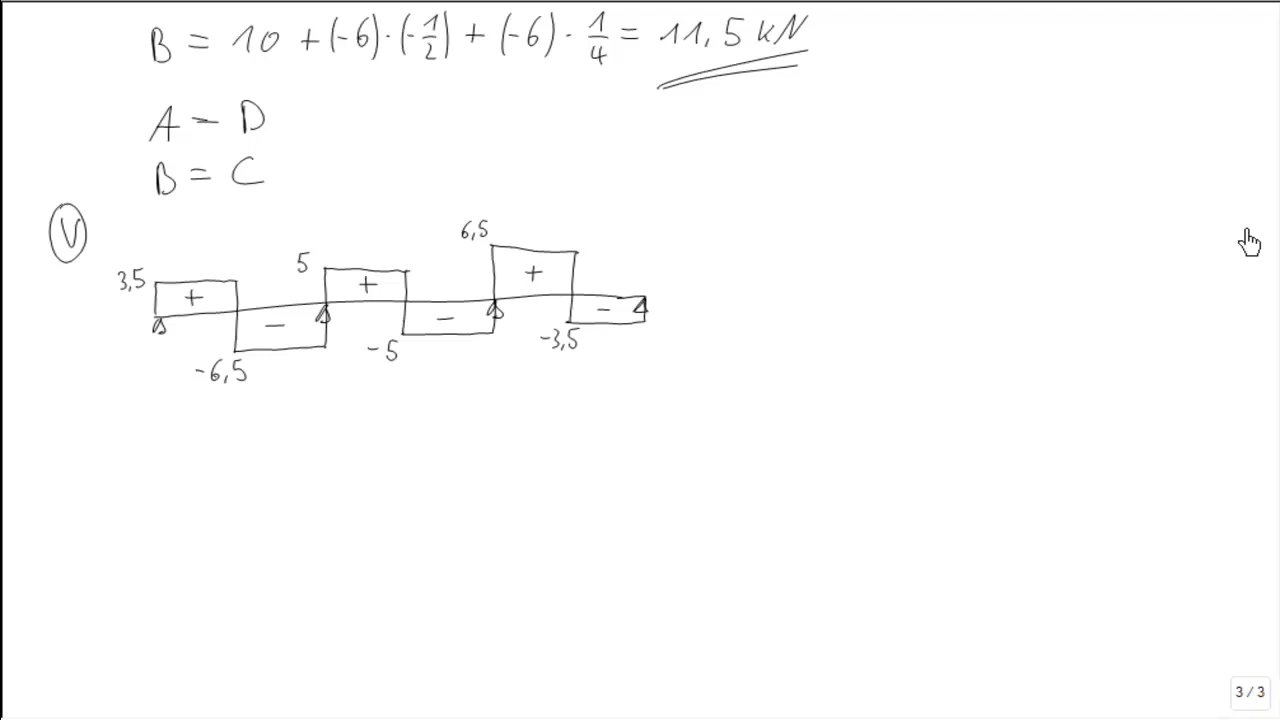 B = 10 + (-6) · (-1/2) + (-6) · 1/4 = 11,5 kN
A = D
B = C
V
6,5
3,5 + 5 + +
- - -
-6,5 -5 -3,5
3 / 3